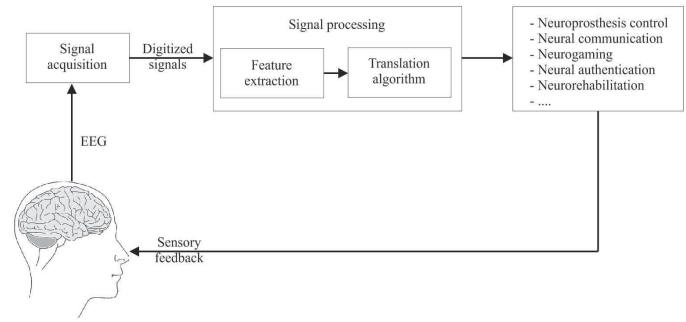 Signal
acquisition
Digitized
signals
Signal processing
Feature
extraction
Translation
algorithm
- Neuroprosthesis control
- Neural communication
- Neurogaming
- Neural authentication
- Neurorehabilitation
- ....
EEG
Sensory
feedback